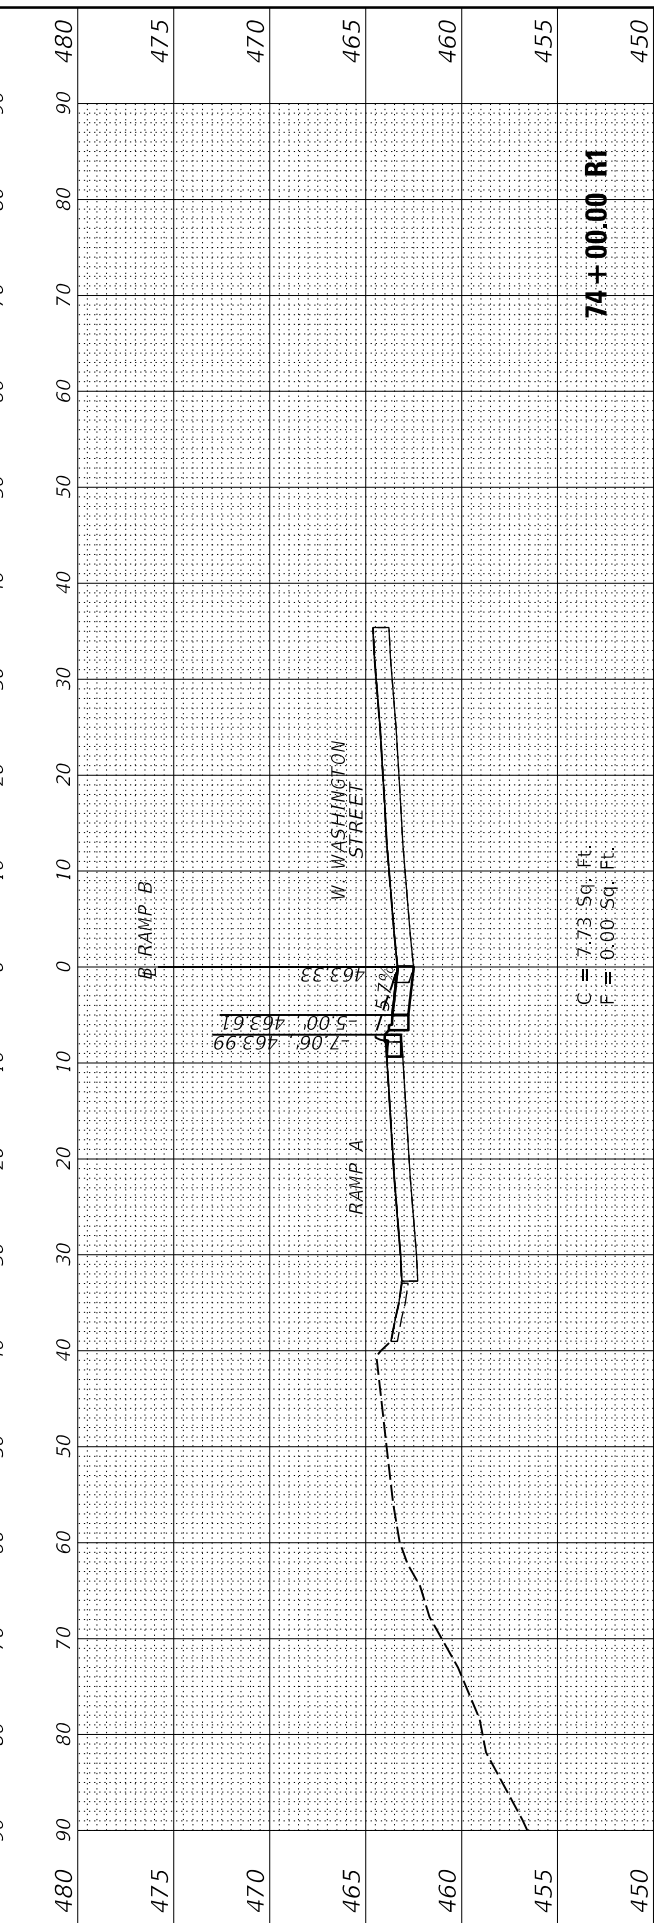 480 475 470 465 460 455 450
90 80 70 60 50 40 30 20 10 0 10 20 30 40 50 60 70 80 90
74+00.00 R1
W WASHINGTON
STREET
RAMP B
463.33
5.7%
-5.00' 463.61
-7.06', 463.99
C = 7.73 Sq. Ft.
F = 0.00 Sq. Ft.
RAMP A
480 475 470 465 460 455 450